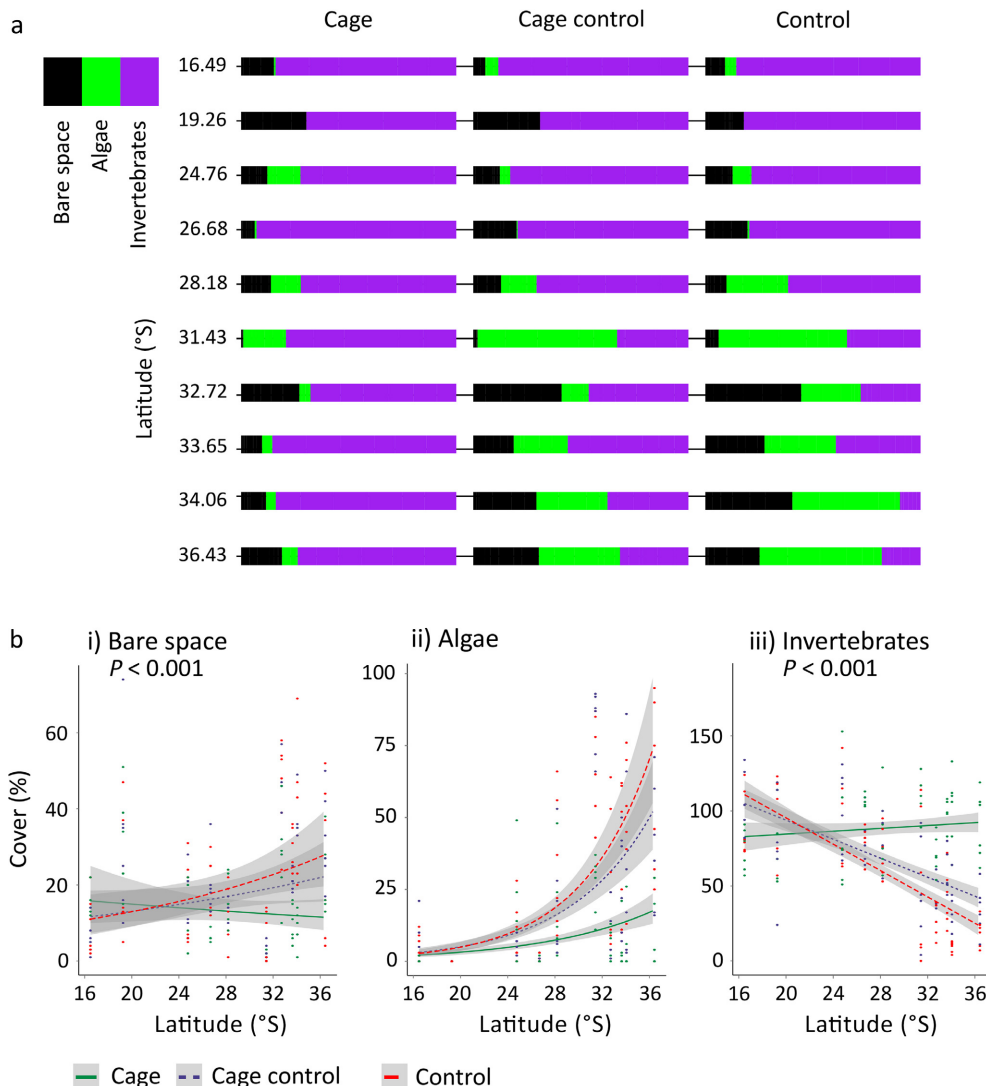 a
Cage
Cage control
Control
Bare space
Algae
Invertebrates
Latitude (°S)
16.49
19.26
24.76
26.68
28.18
31.43
32.72
33.65
34.06
36.43
b
i) Bare space
P < 0.001
ii) Algae
iii) Invertebrates
P < 0.001
Cover (%)
60
40
20
0
16 20 24 28 32 36
Latitude (°S)
100
75
50
25
0
16 20 24 28 32 36
Latitude (°S)
150
100
50
0
16 20 24 28 32 36
Latitude (°S)
Cage Cage control Control